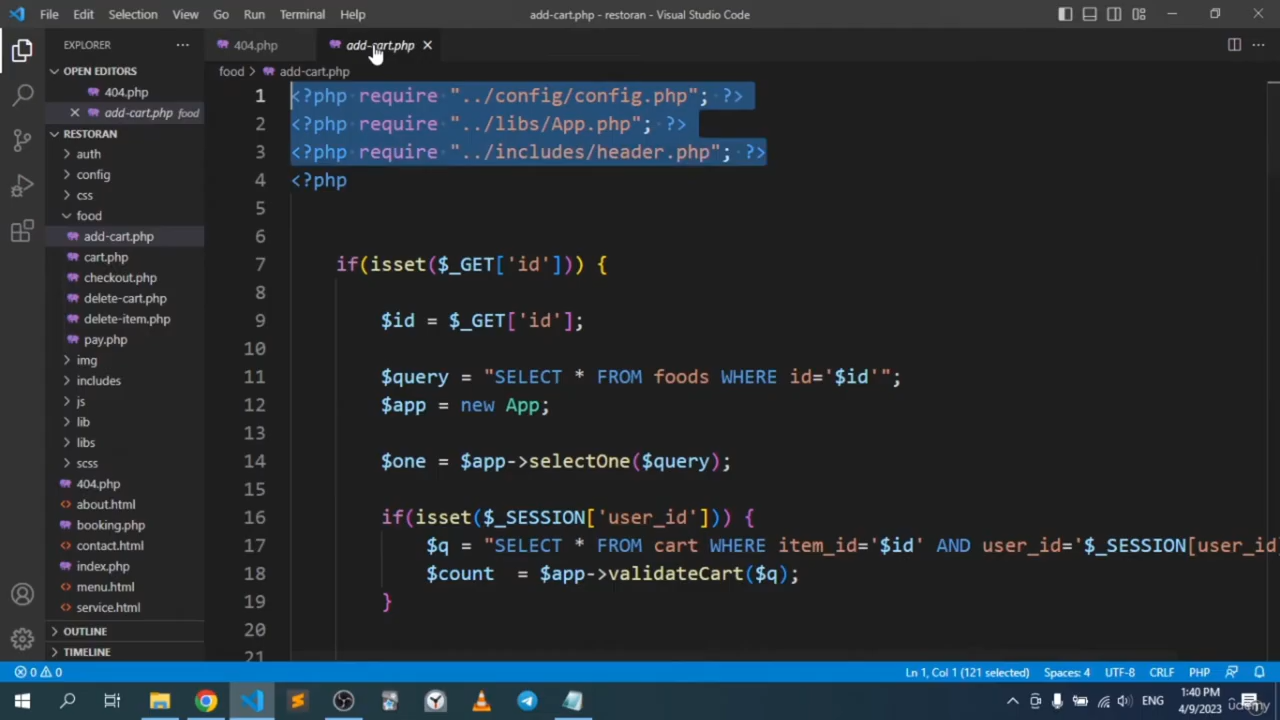 File Edit Selection View Go Run Terminal Help
add-cart.php - restoran - Visual Studio Code
EXPLORER
OPEN EDITORS
404.php
add-cart.php food
RESTORAN
auth
config
css
food
add-cart.php
cart.php
checkout.php
delete-cart.php
delete-item.php
pay.php
img
includes
js
lib
libs
scss
404.php
about.html
booking.php
contact.html
index.php
menu.html
service.html
OUTLINE
TIMELINE
404.php add-cart.php
food > add-cart.php
1 <?php require "../config/config.php"; ?>
2 <?php require "../libs/App.php"; ?>
3 <?php require "../includes/header.php"; ?>
4 <?php
5
6
7 if(isset($_GET['id'])) {
8
9 $id = $_GET['id'];
10
11 $query = "SELECT * FROM foods WHERE id='$id'";
12 $app = new App;
13
14 $one = $app->selectOne($query);
15
16 if(isset($_SESSION['user_id'])) {
17 $q = "SELECT * FROM cart WHERE item_id='$id' AND user_id='$_SESSION[user_id
18 $count = $app->validateCart($q);
19 }
20
21
0 0 Ln 1, Col 1 (121 selected) Spaces: 4 UTF-8 CRLF PHP
ENG 1:40 PM
4/9/2023
udemy